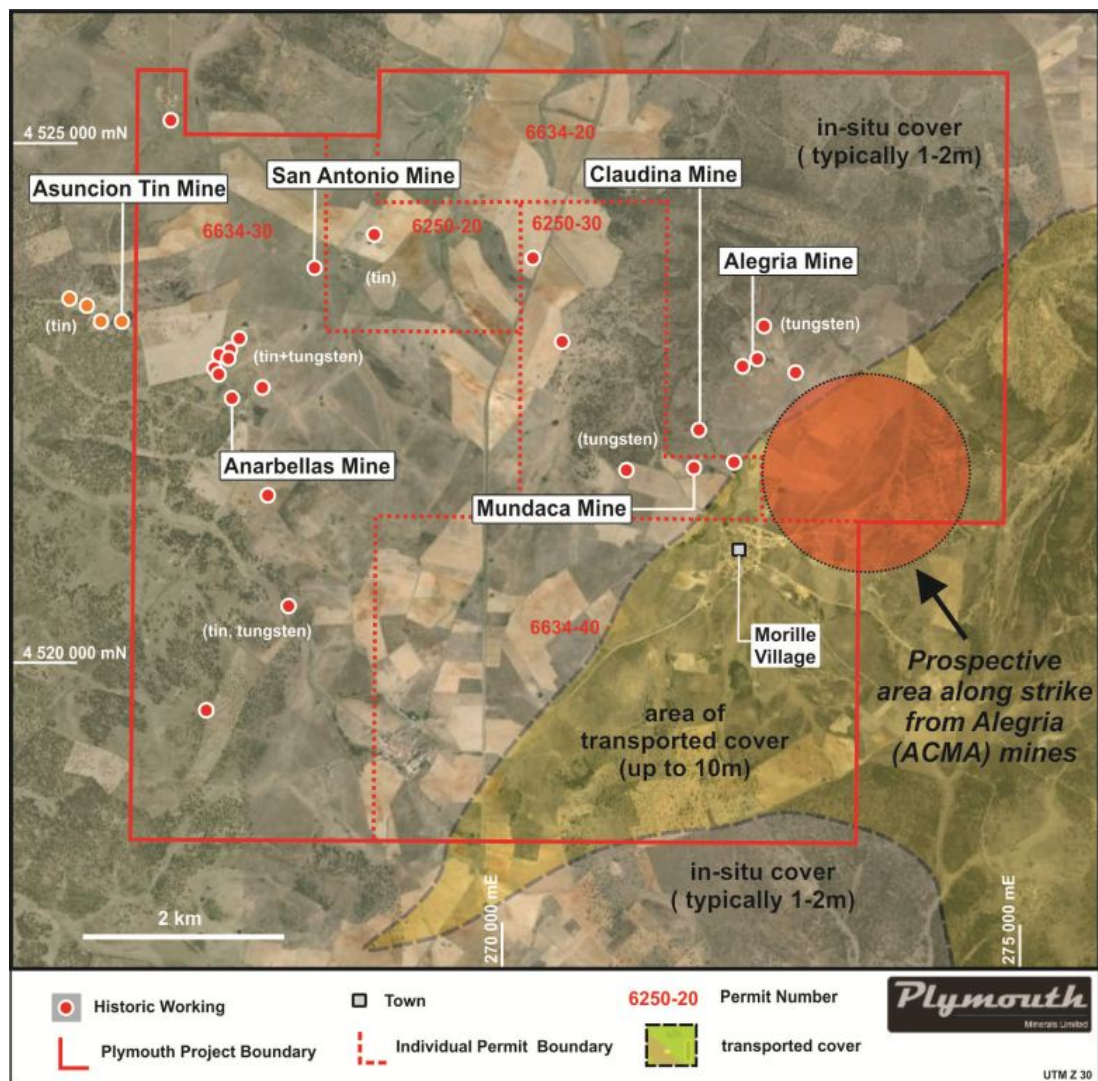 4 525 000 mN
6634-20
in-situ cover
( typically 1-2m)
Asuncion Tin Mine
San Antonio Mine
Claudina Mine
6634-30
6250-20
6250-30
(tin)
Alegria Mine
(tin)
(tungsten)
(tin+tungsten)
(tungsten)
Anarbellas Mine
Mundaca Mine
(tin, tungsten)
6634-40
Morille
Village
4 520 000 mN
Prospective
area along strike
from Alegria
(ACMA) mines
area of
transported cover
(up to 10m)
in-situ cover
( typically 1-2m)
2 km
270 000 mE
275 000 mE
Historic Working
Town
6250-20
Permit Number
Plymouth
Minerals Limited
Plymouth Project Boundary
Individual Permit Boundary
transported cover
UTM Z 30